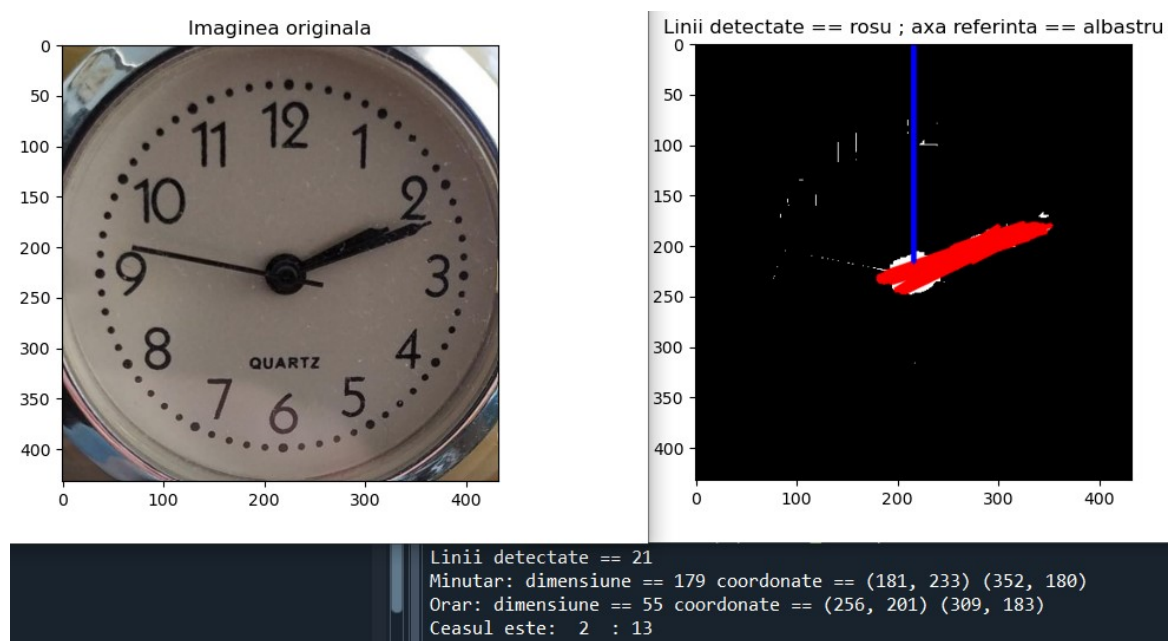 Imaginea originala
0
50
100
150
200
250
300
350
400
0 100 200 300 400
12
11 1
10 2
9 3
8 4
QUARTZ
7 5
6
Linii detectate == rosu ; axa referinta == albastru
0
50
100
150
200
250
300
350
400
0 100 200 300 400
Linii detectate == 21
Minutar: dimensiune == 179 coordonate == (181, 233) (352, 180)
Orar: dimensiune == 55 coordonate == (256, 201) (309, 183)
Ceasul este:  2  : 13